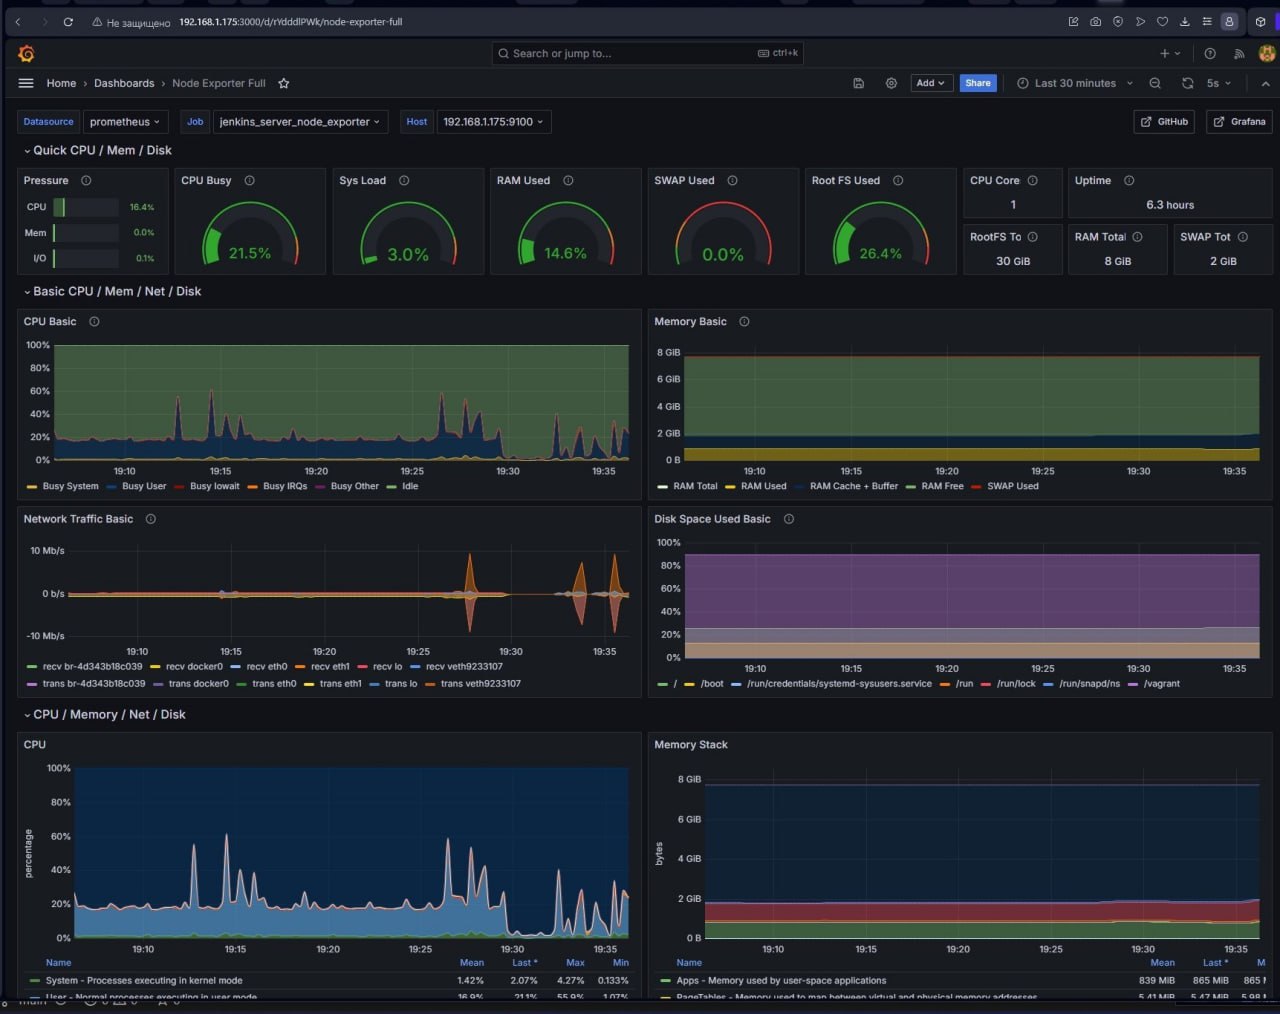 Не защищено 192.168.1.175:3000/d/rYdddlPWk/node-exporter-full
Search or jump to... ctrl+k
Home › Dashboards › Node Exporter Full
Add Share Last 30 minutes 5s
Datasource prometheus Job jenkins_server_node_exporter Host 192.168.1.175:9100 GitHub Grafana
Quick CPU / Mem / Disk
Pressure
CPU 16.4%
Mem 0.0%
I/O 0.1%
CPU Busy
21.5%
Sys Load
3.0%
RAM Used
14.6%
SWAP Used
0.0%
Root FS Used
26.4%
CPU Core
1
Uptime
6.3 hours
RootFS To
30 GiB
RAM Total
8 GiB
SWAP Tot
2 GiB
Basic CPU / Mem / Net / Disk
CPU Basic
100%
80%
60%
40%
20%
0%
19:10 19:15 19:20 19:25 19:30 19:35
Busy System Busy User Busy Iowait Busy IRQs Busy Other Idle
Memory Basic
8 GiB
6 GiB
4 GiB
2 GiB
0 B
19:10 19:15 19:20 19:25 19:30 19:35
RAM Total RAM Used RAM Cache + Buffer RAM Free SWAP Used
Network Traffic Basic
10 Mb/s
0 b/s
-10 Mb/s
19:10 19:15 19:20 19:25 19:30 19:35
recv br-4d343b18c039 recv docker0 recv eth0 recv eth1 recv lo recv veth9233107
trans br-4d343b18c039 trans docker0 trans eth0 trans eth1 trans lo trans veth9233107
Disk Space Used Basic
100%
80%
60%
40%
20%
0%
19:10 19:15 19:20 19:25 19:30 19:35
/ /boot /run/credentials/systemd-sysusers.service /run /run/lock /run/snapd/ns /vagrant
CPU / Memory / Net / Disk
CPU
percentage
100%
80%
60%
40%
20%
0%
19:10 19:15 19:20 19:25 19:30 19:35
Name Mean Last * Max Min
System - Processes executing in kernel mode 1.42% 2.07% 4.27% 0.133%
User - Normal processes executing in user mode 16.9% 21.1% 55.9% 1.07%
Memory Stack
bytes
8 GiB
6 GiB
4 GiB
2 GiB
0 B
19:10 19:15 19:20 19:25 19:30 19:35
Name Mean Last * M
Apps - Memory used by user-space applications 839 MiB 865 MiB 865 M
PageTables - Memory used to map between virtual and physical memory addresses 5.41 MiB 5.47 MiB 5.98 M
main